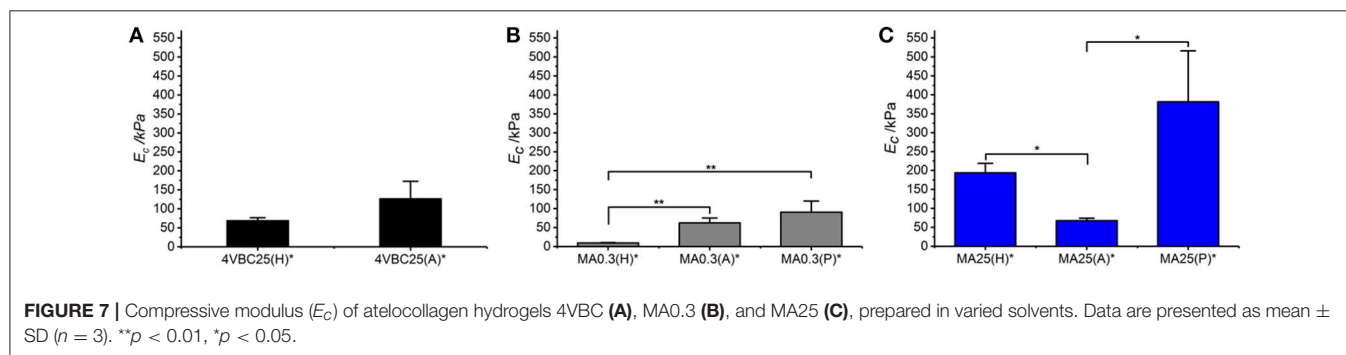 A
B
C
550
500
450
400
350
300
250
200
150
100
50
0
E_c /kPa
4VBC25(H)*
4VBC25(A)*
550
500
450
400
350
300
250
200
150
100
50
0
E_c /kPa
**
**
MA0.3(H)*
MA0.3(A)*
MA0.3(P)*
550
500
450
400
350
300
250
200
150
100
50
0
E_c /kPa
*
*
MA25(H)*
MA25(A)*
MA25(P)*
FIGURE 7 | Compressive modulus (E_C) of atelocollagen hydrogels 4VBC (A), MA0.3 (B), and MA25 (C), prepared in varied solvents. Data are presented as mean ±
SD (n = 3). **p < 0.01, *p < 0.05.